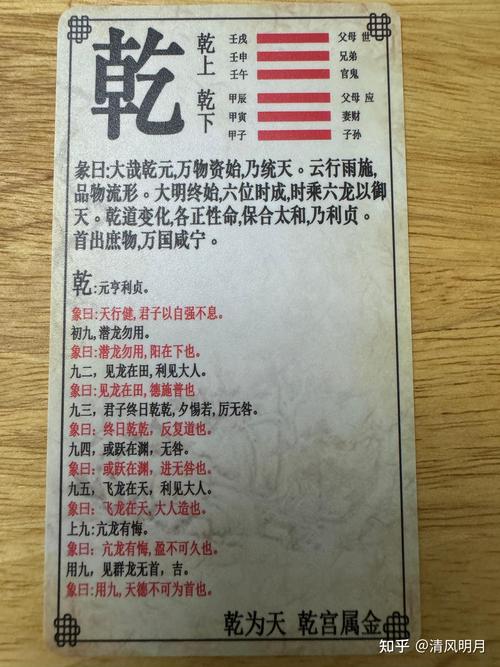 乾
乾上 乾下
壬戌 父母 世
壬申 兄弟
壬午 官鬼
甲辰 父母 应
甲寅 妻财
甲子 子孙
彖曰:大哉乾元,万物资始,乃统天。云行雨施,
品物流形。大明终始,六位时成,时乘六龙以御
天。乾道变化,各正性命,保合太和,乃利贞。
首出庶物,万国咸宁。
乾:元亨利贞。
象曰:天行健,君子以自强不息。
初九,潜龙勿用。
象曰:潜龙勿用,阳在下也。
九二,见龙在田,利见大人。
象曰:见龙在田,德施普也
九三,君子终日乾乾,夕惕若,厉无咎。
象曰:终日乾乾,反复道也。
九四,或跃在渊,无咎。
象曰:或跃在渊,进无咎也。
九五,飞龙在天,利见大人。
象曰:飞龙在天,大人造也。
上九:亢龙有悔。
象曰:亢龙有悔,盈不可久也。
用九,见群龙无首,吉。
象曰:用九,天德不可为首也。
乾为天 乾宫属金
知乎 @清风明月